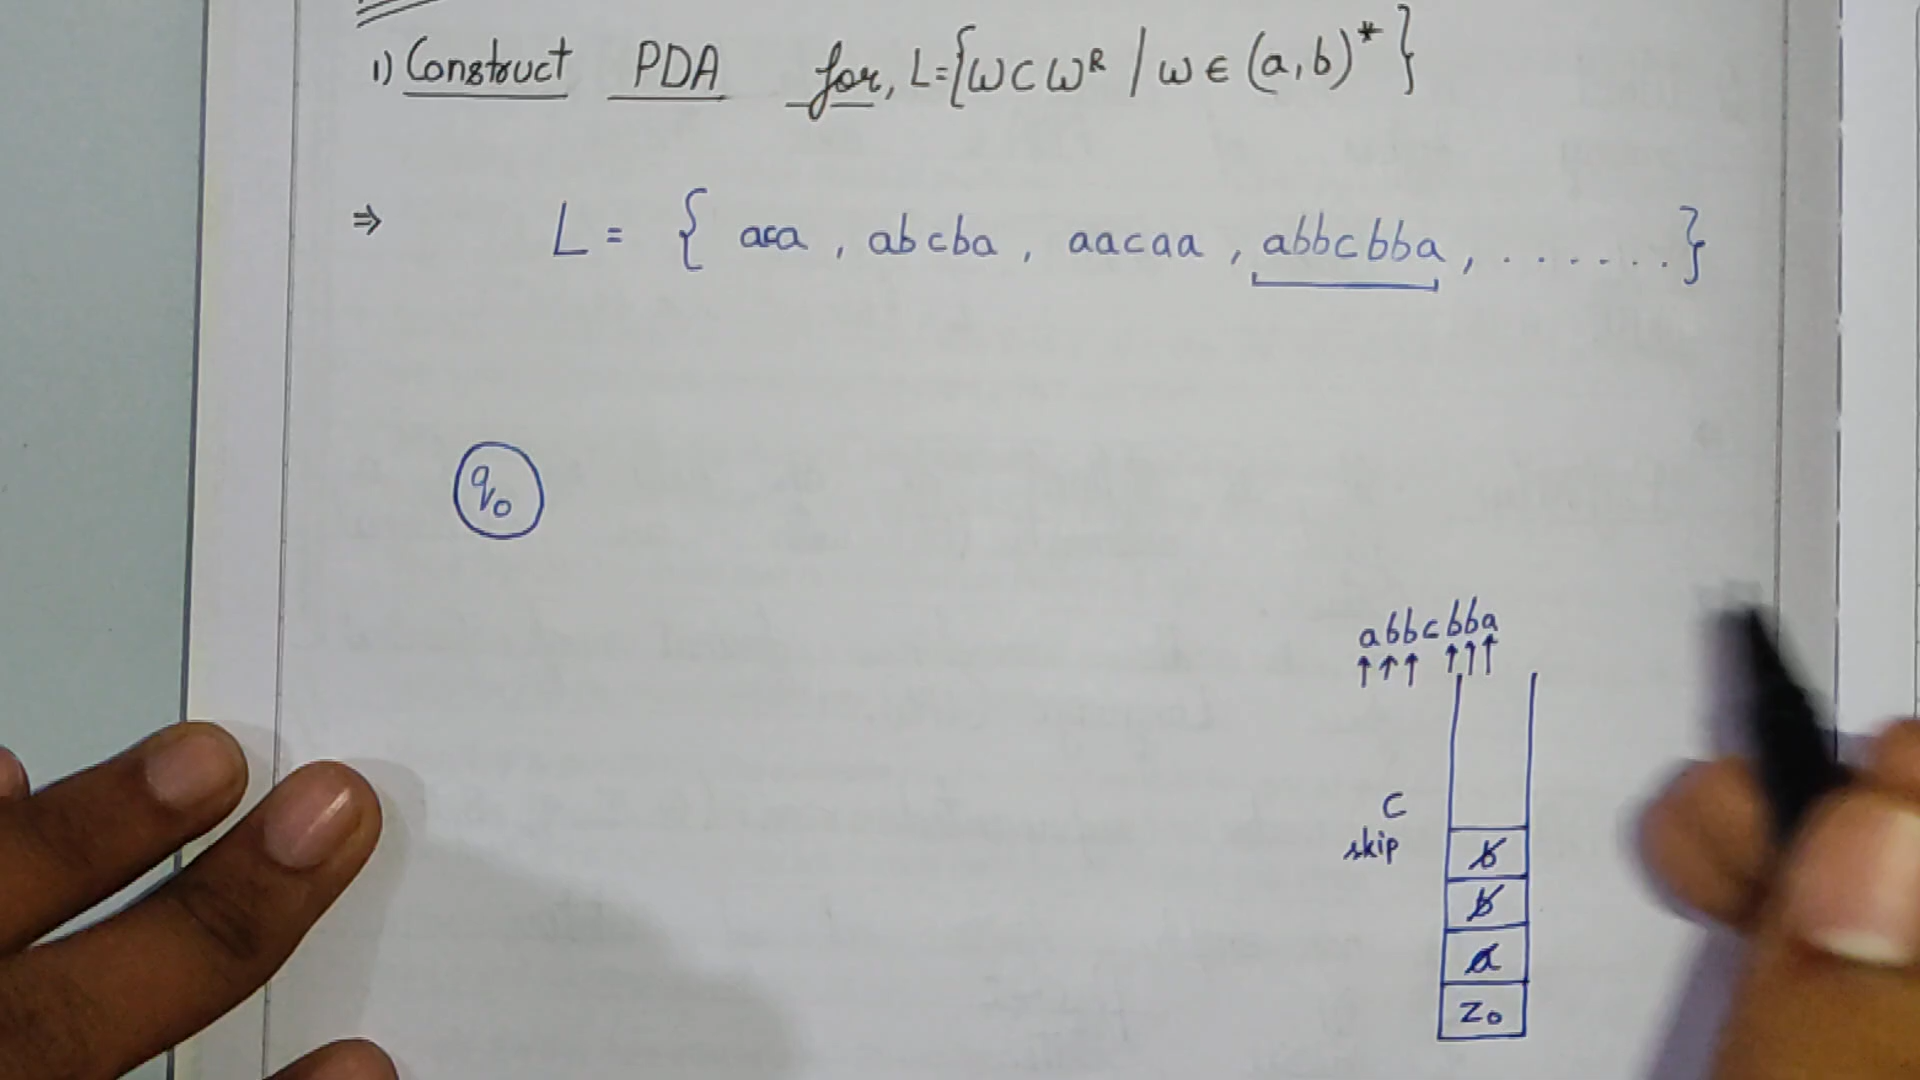 1) Construct PDA for, L={WCW^R / W ∈ (a,b)^*}
⇒ L = { aca , abcba , aacaa , abbcbba , ....... }
q₀
abbcbba
↑↑↑ ↑↑↑
C
skip
b
b
a
Z₀